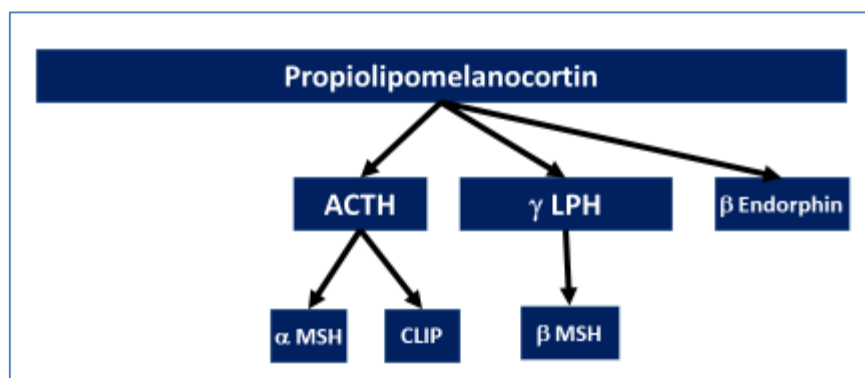 Propiolipomelanocortin
ACTH
γ LPH
β Endorphin
α MSH
CLIP
β MSH